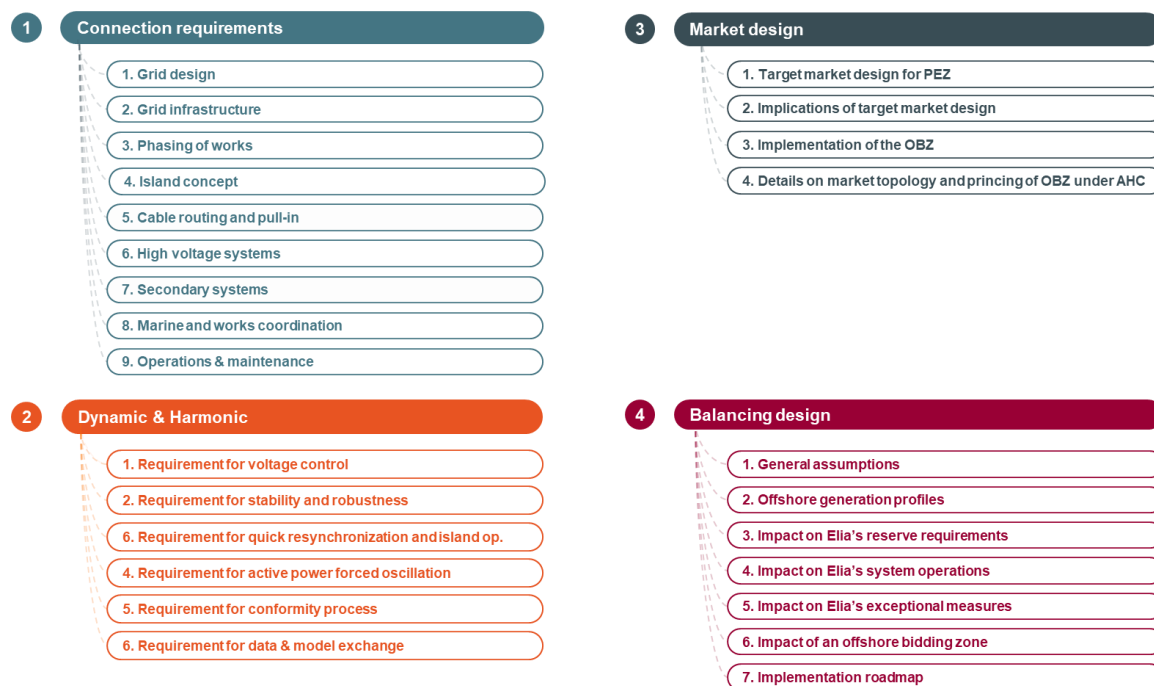 1
Connection requirements
1. Grid design
2. Grid infrastructure
3. Phasing of works
4. Island concept
5. Cable routing and pull-in
6. High voltage systems
7. Secondary systems
8. Marine and works coordination
9. Operations & maintenance
2
Dynamic & Harmonic
1. Requirement for voltage control
2. Requirement for stability and robustness
6. Requirement for quick resynchronization and island op.
4. Requirement for active power forced oscillation
5. Requirement for conformity process
6. Requirement for data & model exchange
3
Market design
1. Target market design for PEZ
2. Implications of target market design
3. Implementation of the OBZ
4. Details on market topology and princing of OBZ under AHC
4
Balancing design
1. General assumptions
2. Offshore generation profiles
3. Impact on Elia's reserve requirements
4. Impact on Elia's system operations
5. Impact on Elia's exceptional measures
6. Impact of an offshore bidding zone
7. Implementation roadmap